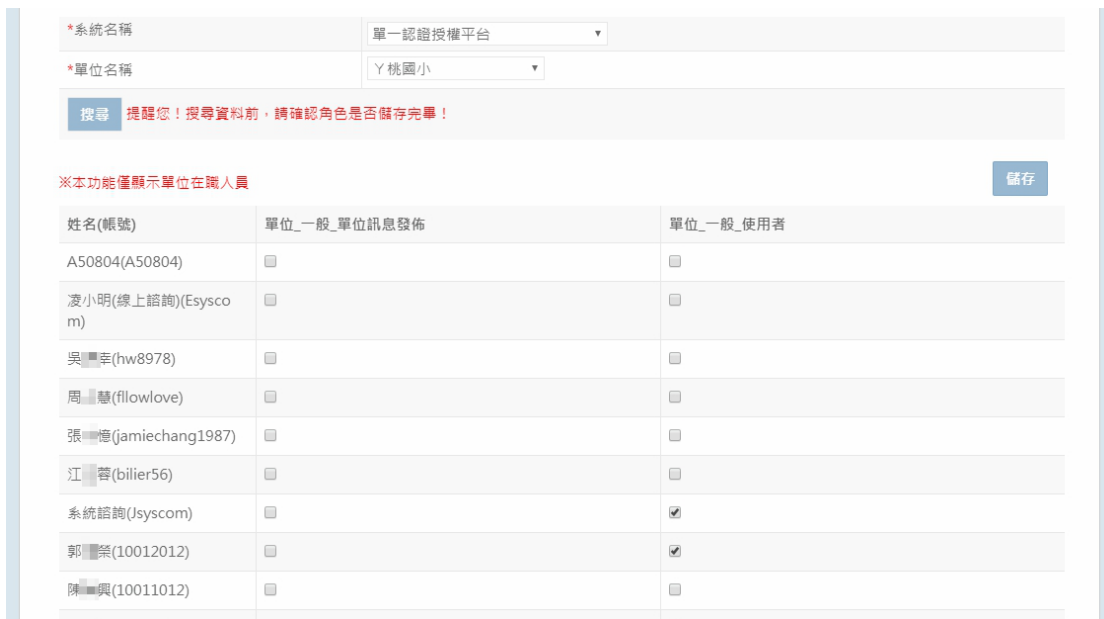 *系統名稱 單一認證授權平台
*單位名稱 ㄚ桃國小
搜尋 提醒您！搜尋資料前，請確認角色是否儲存完畢！
※本功能僅顯示單位在職人員 儲存
姓名(帳號) 單位_一般_單位訊息發佈 單位_一般_使用者
A50804(A50804)
凌小明(線上諮詢)(Esysco
m)
吳 幸(hw8978)
周 慧(fllowlove)
張 憶(jamiechang1987)
江 蓉(bilier56)
系統諮詢(Jsyscom)
郭 榮(10012012)
陳 興(10011012)